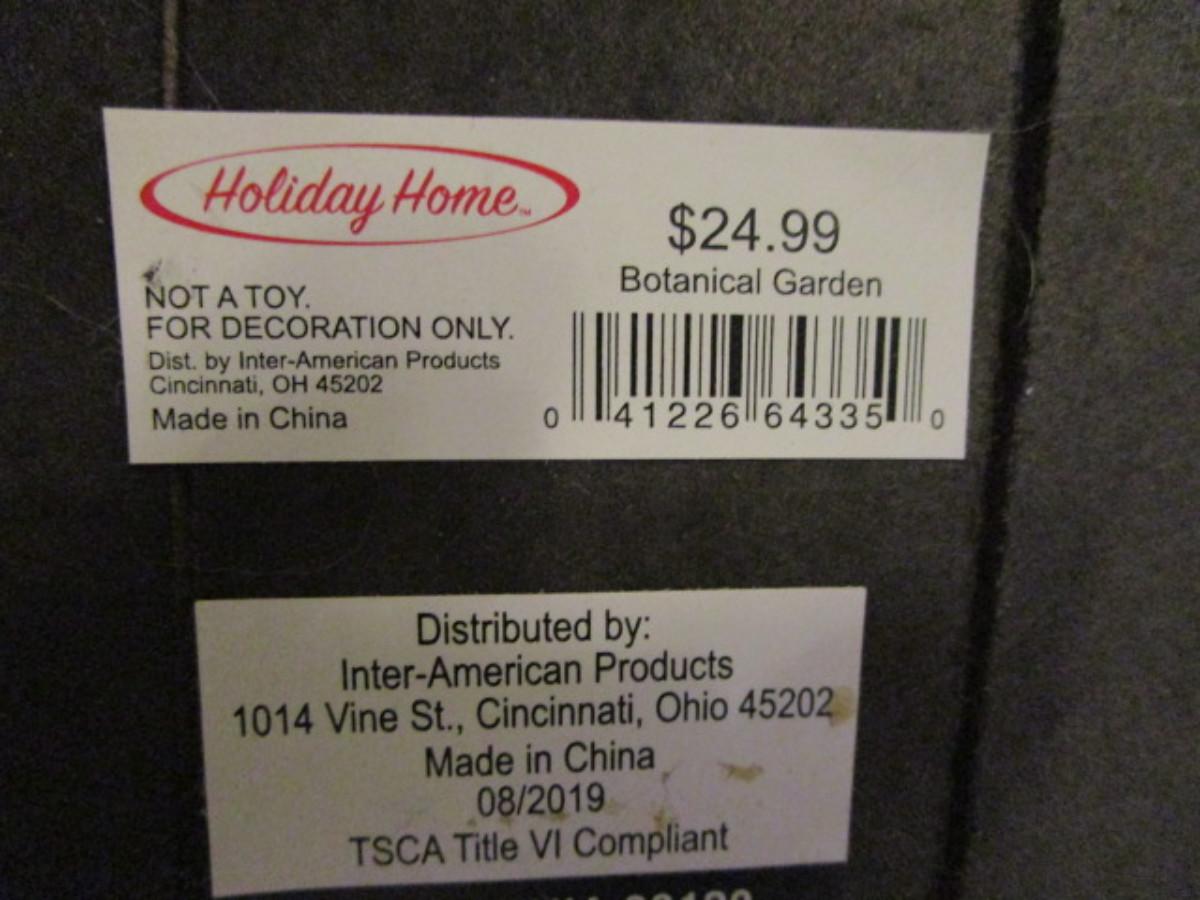 Holiday Home™
$24.99
Botanical Garden
NOT A TOY.
FOR DECORATION ONLY.
Dist. by Inter-American Products
Cincinnati, OH 45202
Made in China
0 41226 64335 0
Distributed by:
Inter-American Products
1014 Vine St., Cincinnati, Ohio 45202
Made in China
08/2019
TSCA Title VI Compliant